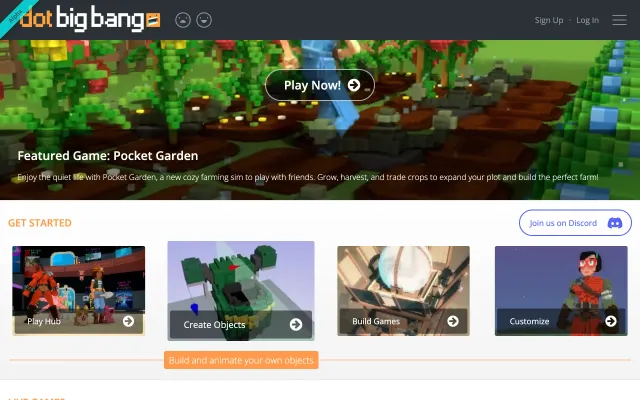 Alpha
dot big bang
Sign Up · Log In
Play Now!
Featured Game: Pocket Garden
Enjoy the quiet life with Pocket Garden, a new cozy farming sim to play with friends. Grow, harvest, and trade crops to expand your plot and build the perfect farm!
GET STARTED
Join us on Discord
Play Hub
Create Objects
Build Games
Customize
Build and animate your own objects